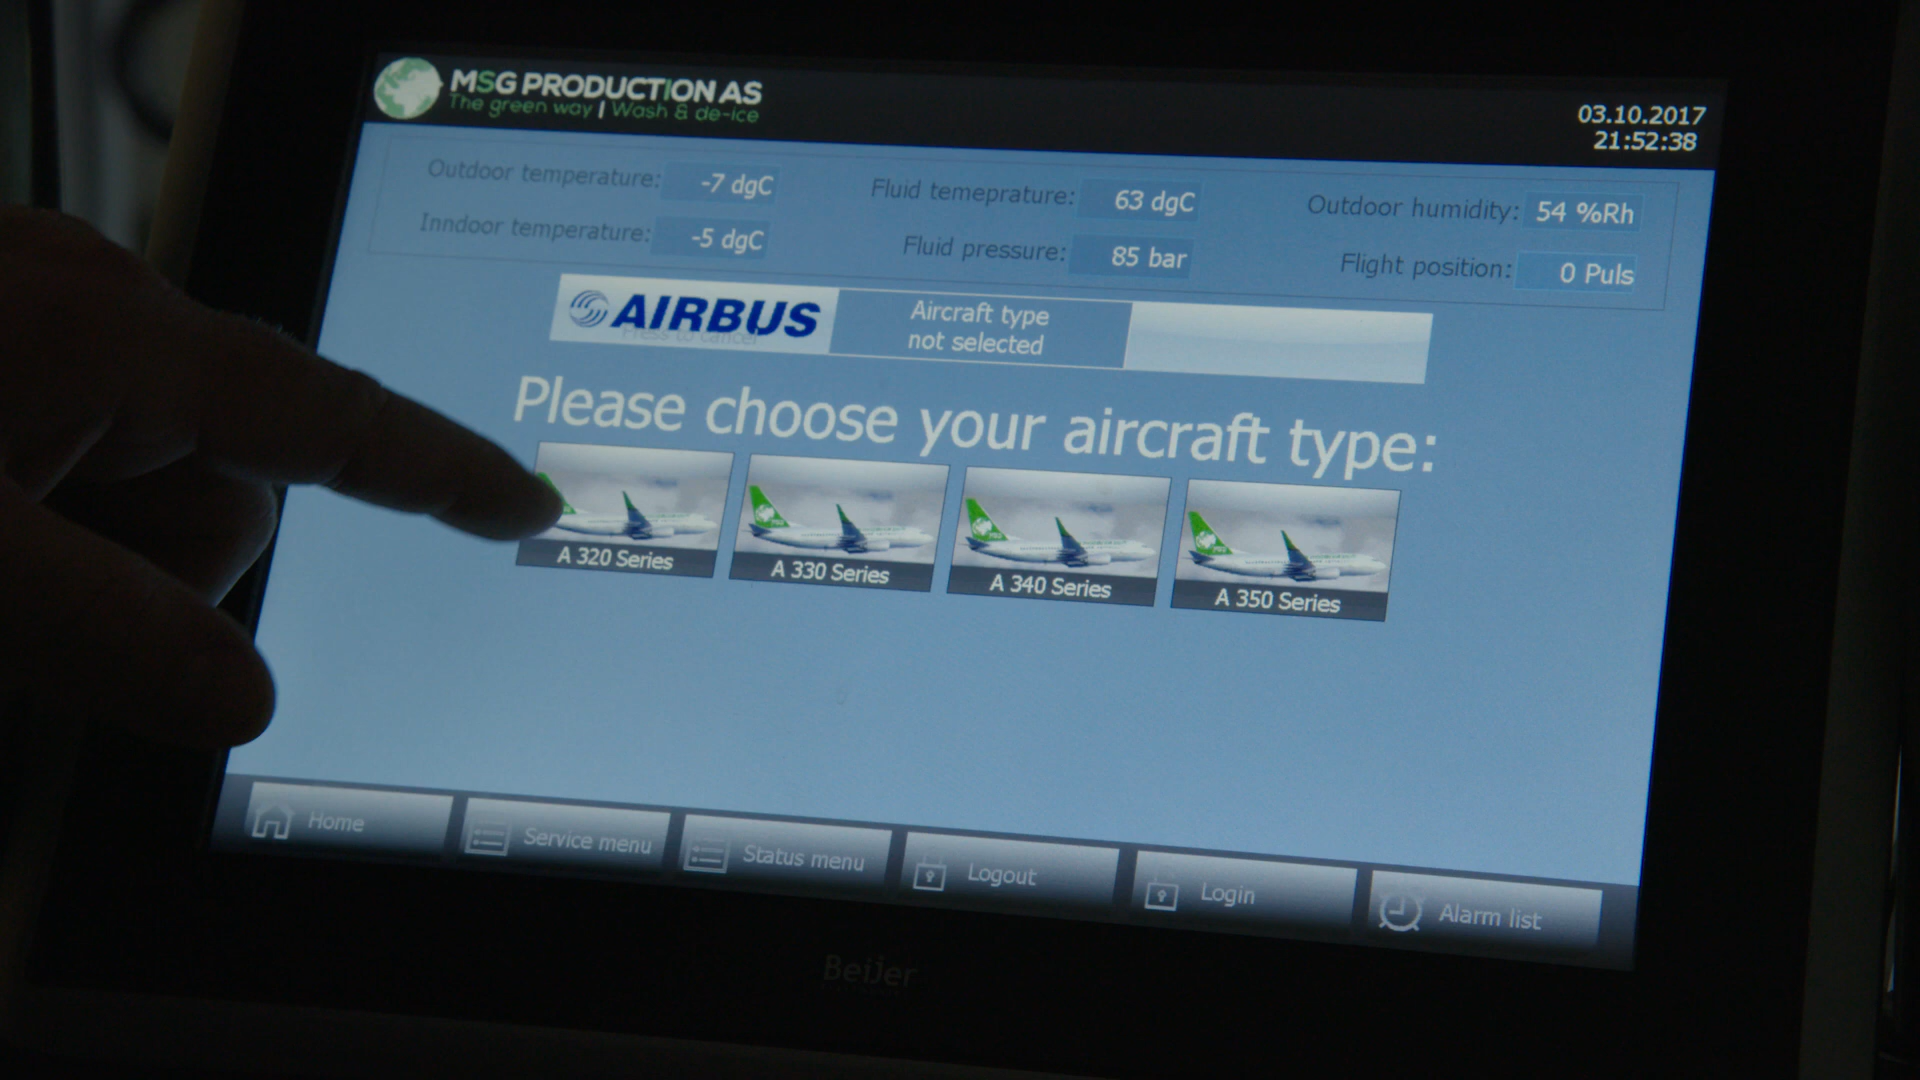 MSG PRODUCTION AS
The green way | Wash & de-ice
03.10.2017
21:52:38
Outdoor temperature: -7 dgC
Fluid temeprature: 63 dgC
Outdoor humidity: 54 %Rh
Inndoor temperature: -5 dgC
Fluid pressure: 85 bar
Flight position: 0 Puls
AIRBUS
Press to cancel
Aircraft type
not selected
Please choose your aircraft type:
A 320 Series
A 330 Series
A 340 Series
A 350 Series
Home
Service menu
Status menu
Logout
Login
Alarm list
Beijer